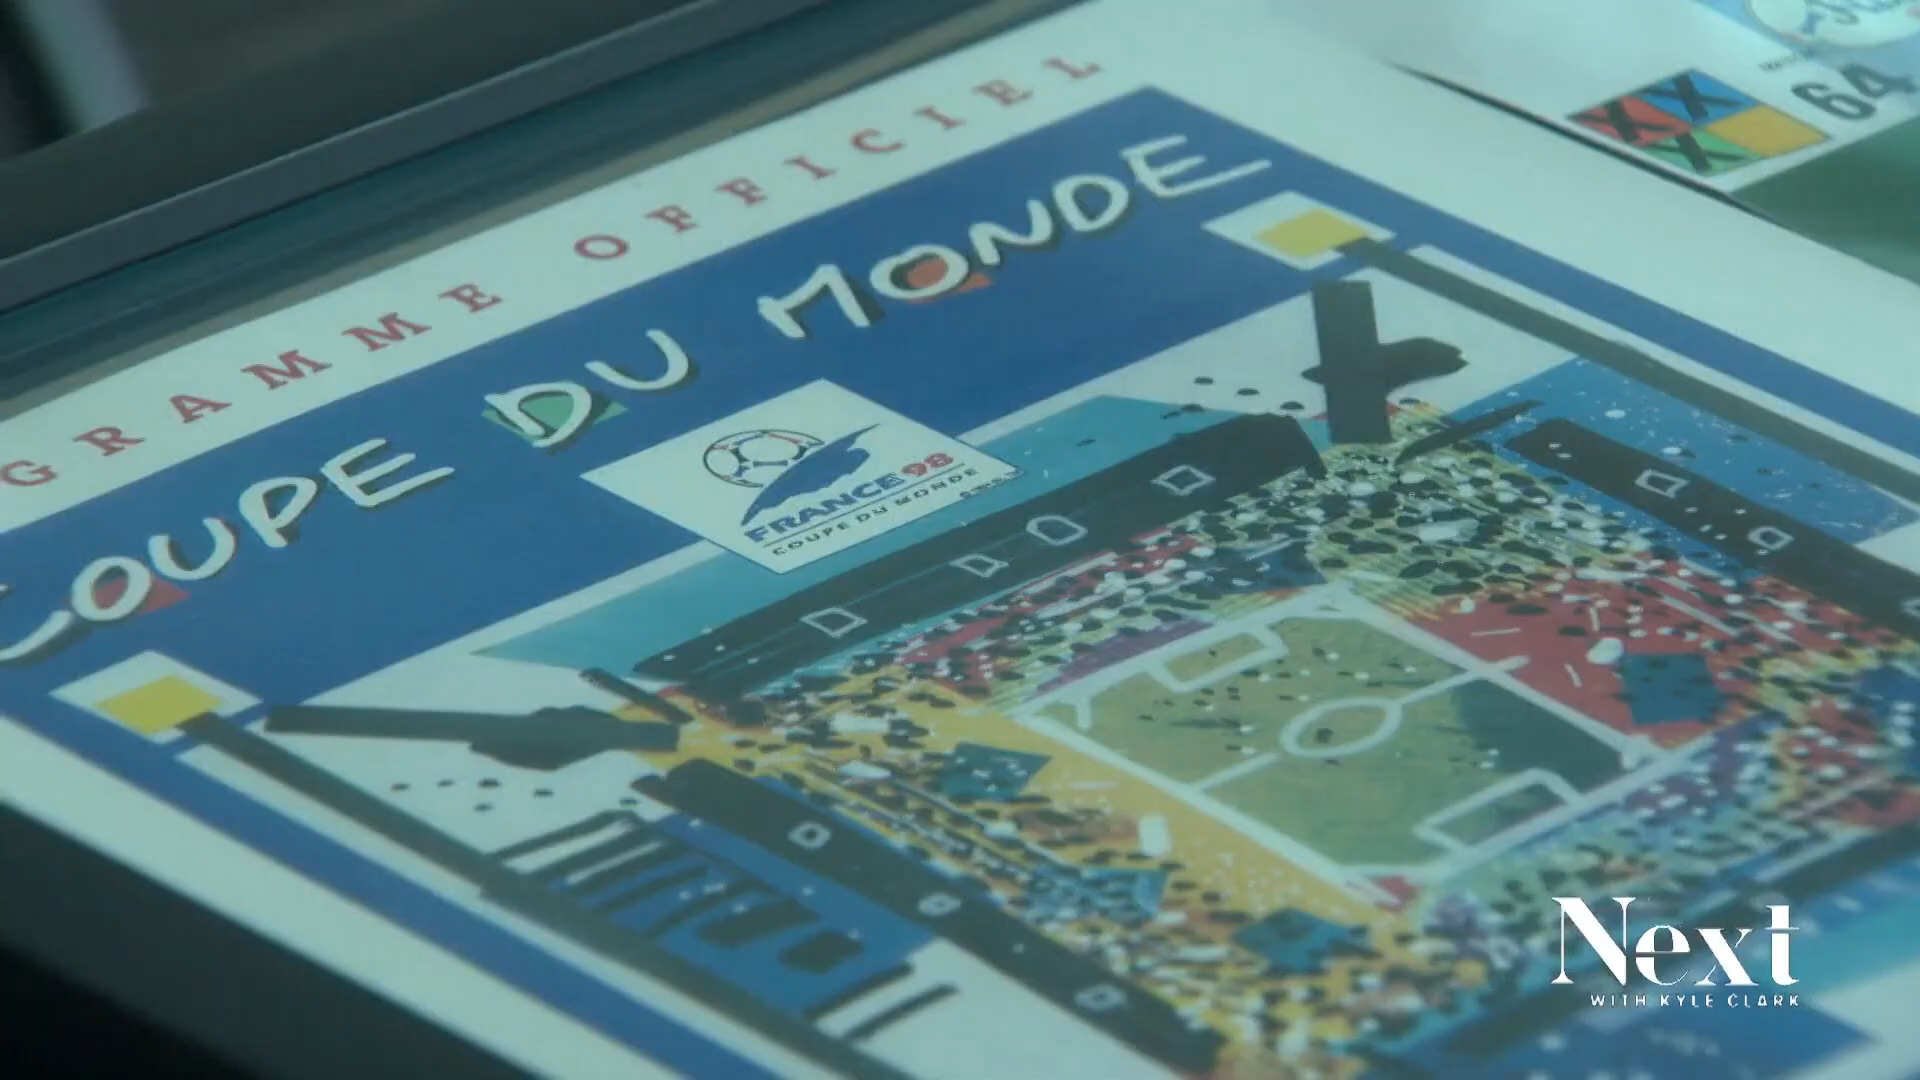 GRAMME OFFICIEL
COUPE DU MONDE
FRANCE 98
COUPE DU MONDE
64
Next
WITH KYLE CLARK